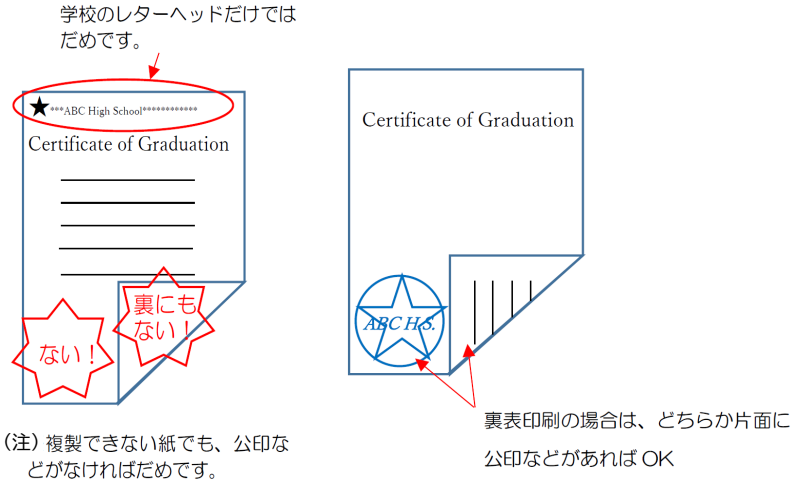 学校のレターヘッドだけでは
だめです。
★***ABC High School************
Certificate of Graduation
裏にも
ない！
ない！
(注) 複製できない紙でも、公印な
どがなければだめです。
Certificate of Graduation
ABC H.S.
裏表印刷の場合は、どちらか片面に
公印などがあれば OK